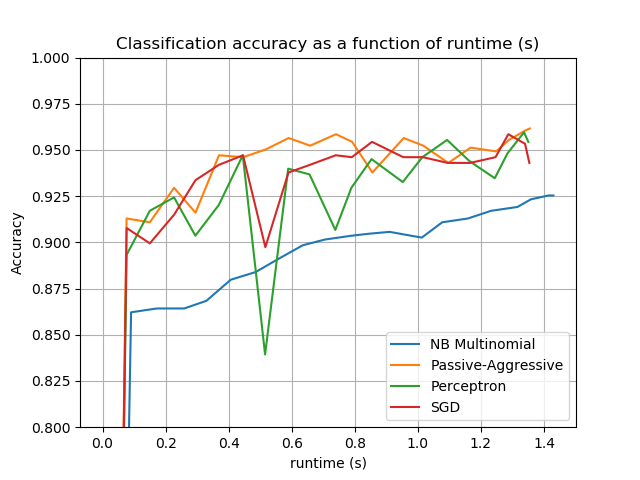 Classification accuracy as a function of runtime (s)
1.000
0.975
0.950
0.925
0.900
0.875
0.850
0.825
0.800
Accuracy
NB Multinomial
Passive-Aggressive
Perceptron
SGD
0.0 0.2 0.4 0.6 0.8 1.0 1.2 1.4
runtime (s)